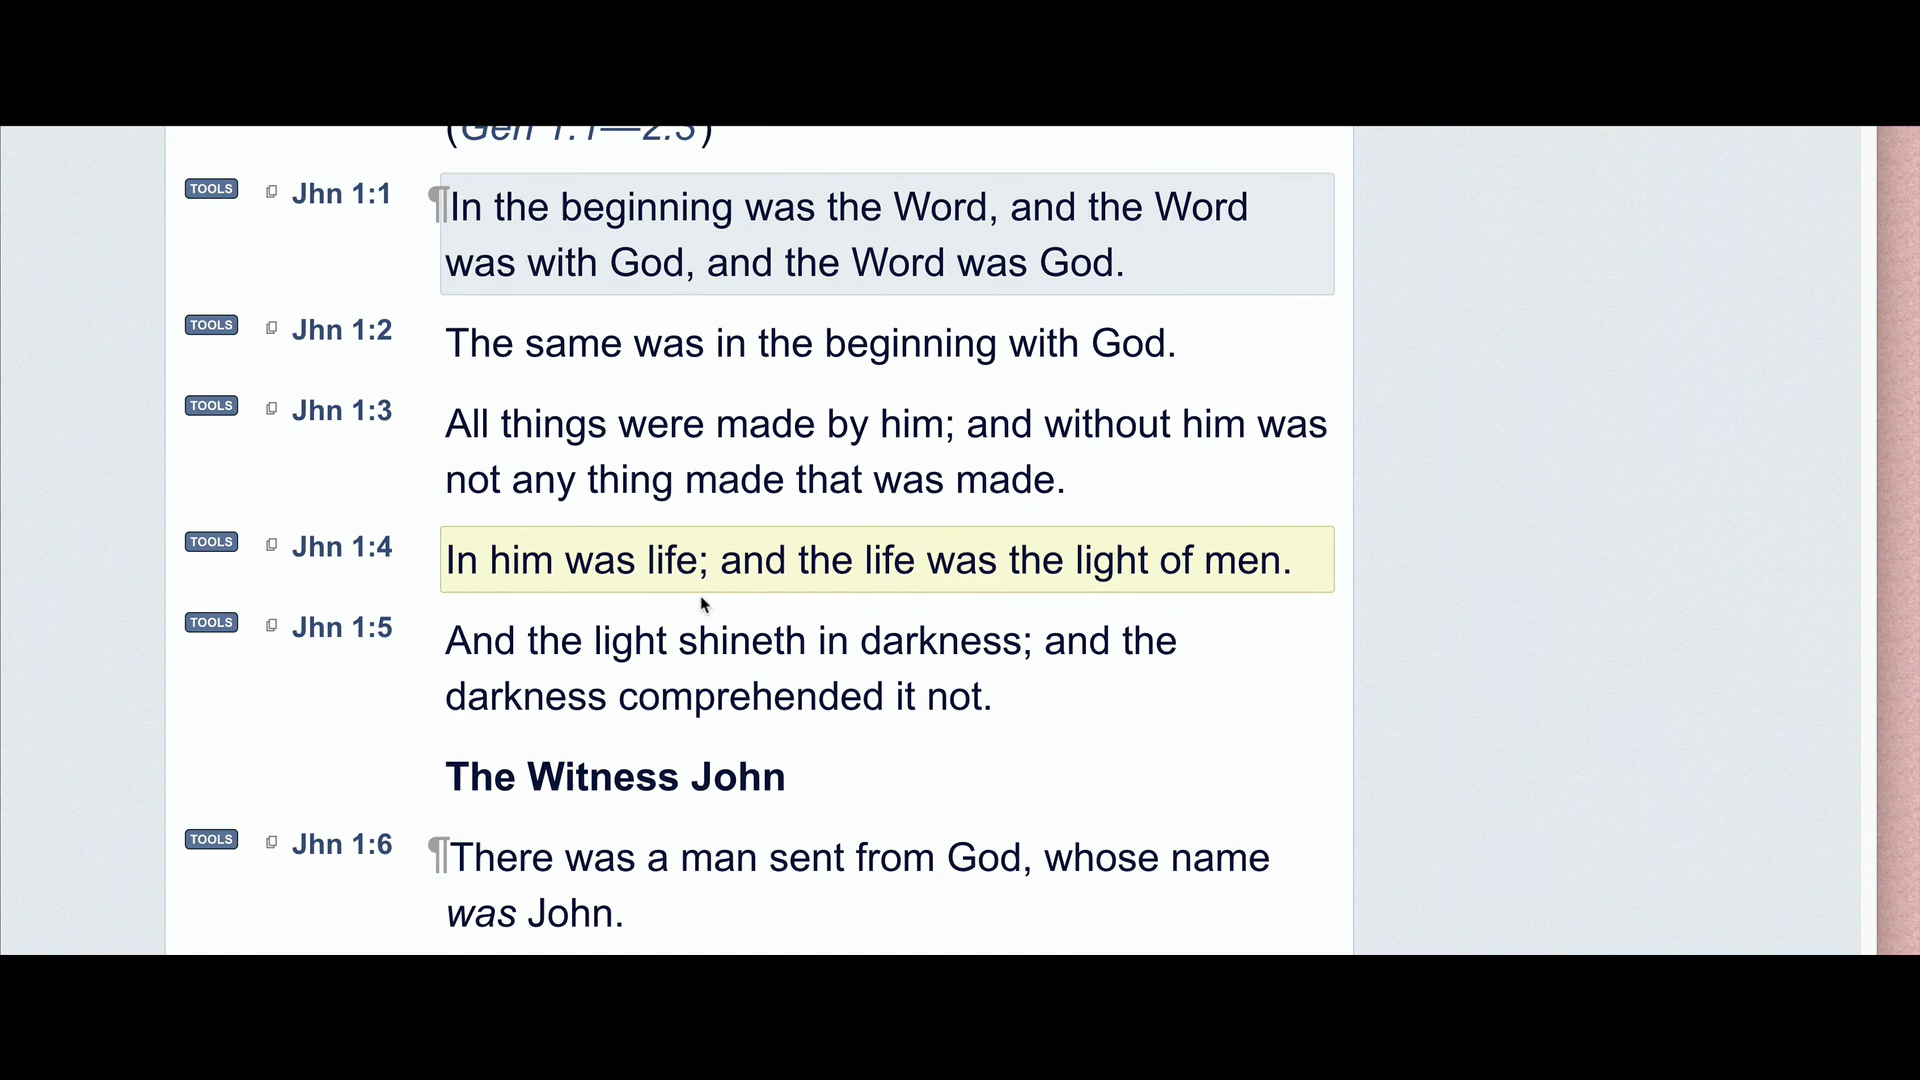 (Gen 1:1—2:3)
TOOLS Jhn 1:1 ¶In the beginning was the Word, and the Word
was with God, and the Word was God.
TOOLS Jhn 1:2 The same was in the beginning with God.
TOOLS Jhn 1:3 All things were made by him; and without him was
not any thing made that was made.
TOOLS Jhn 1:4 In him was life; and the life was the light of men.
TOOLS Jhn 1:5 And the light shineth in darkness; and the
darkness comprehended it not.
The Witness John
TOOLS Jhn 1:6 ¶There was a man sent from God, whose name
was John.